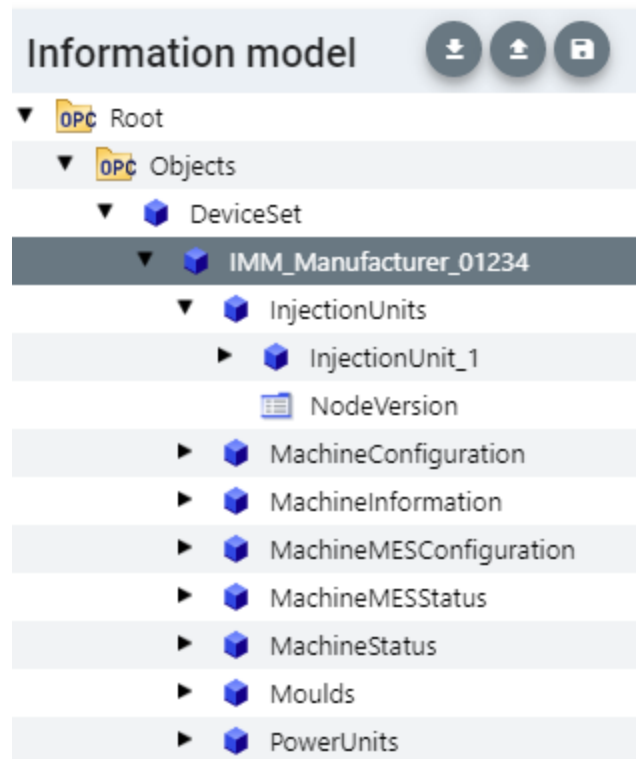 Information model
OPC Root
OPC Objects
DeviceSet
IMM_Manufacturer_01234
InjectionUnits
InjectionUnit_1
NodeVersion
MachineConfiguration
MachineInformation
MachineMESConfiguration
MachineMESStatus
MachineStatus
Moulds
PowerUnits